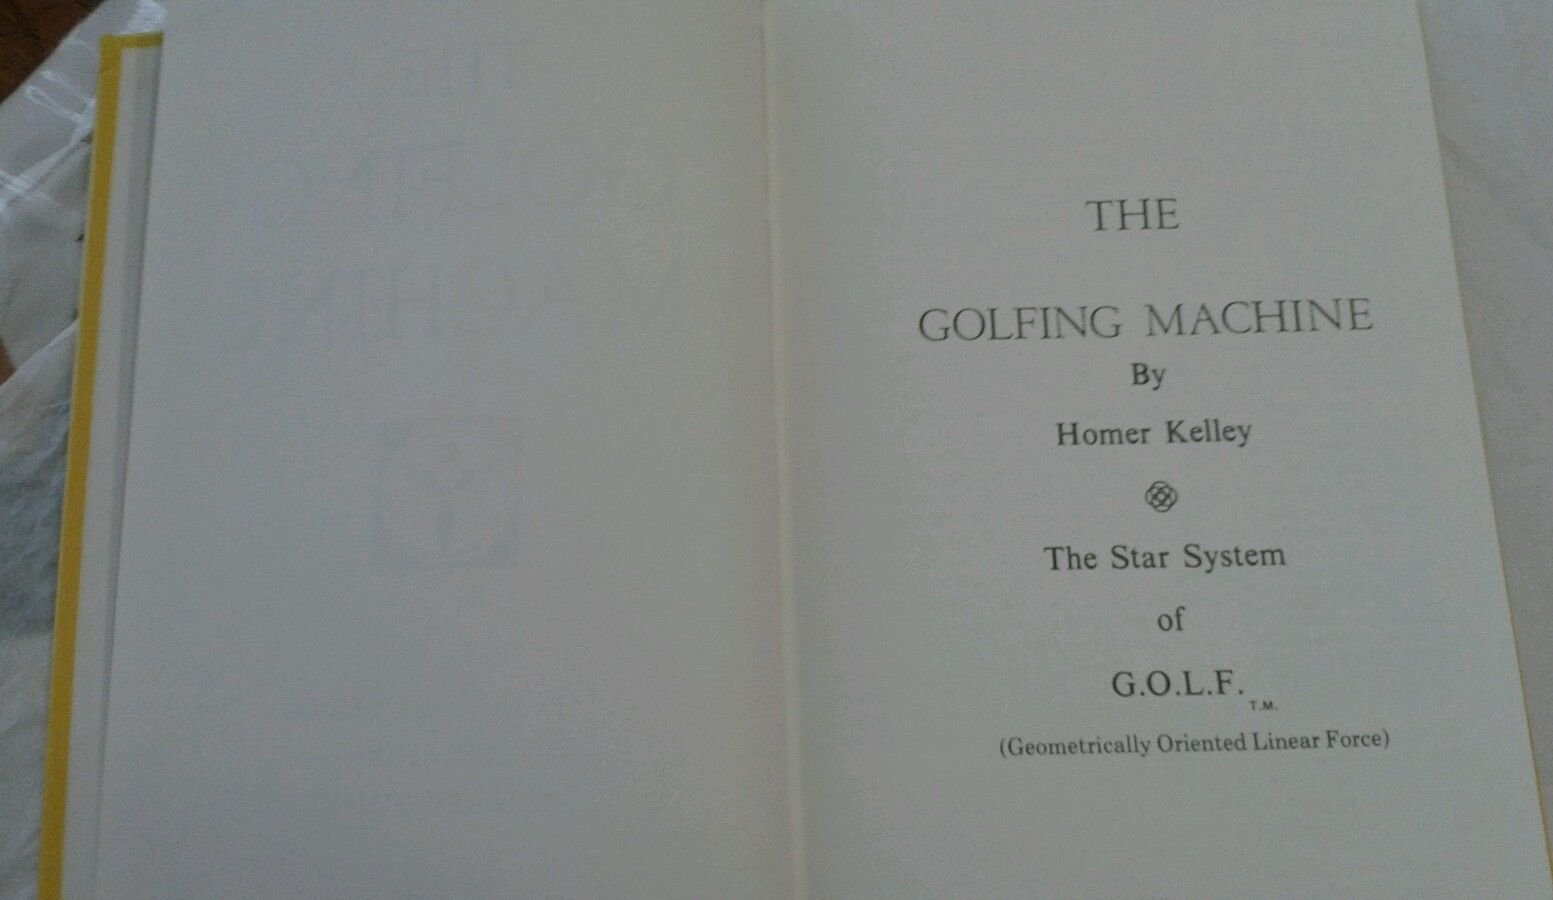 THE
GOLFING MACHINE
By
Homer Kelley
The Star System
of
G.O.L.F.
T.M.
(Geometrically Oriented Linear Force)